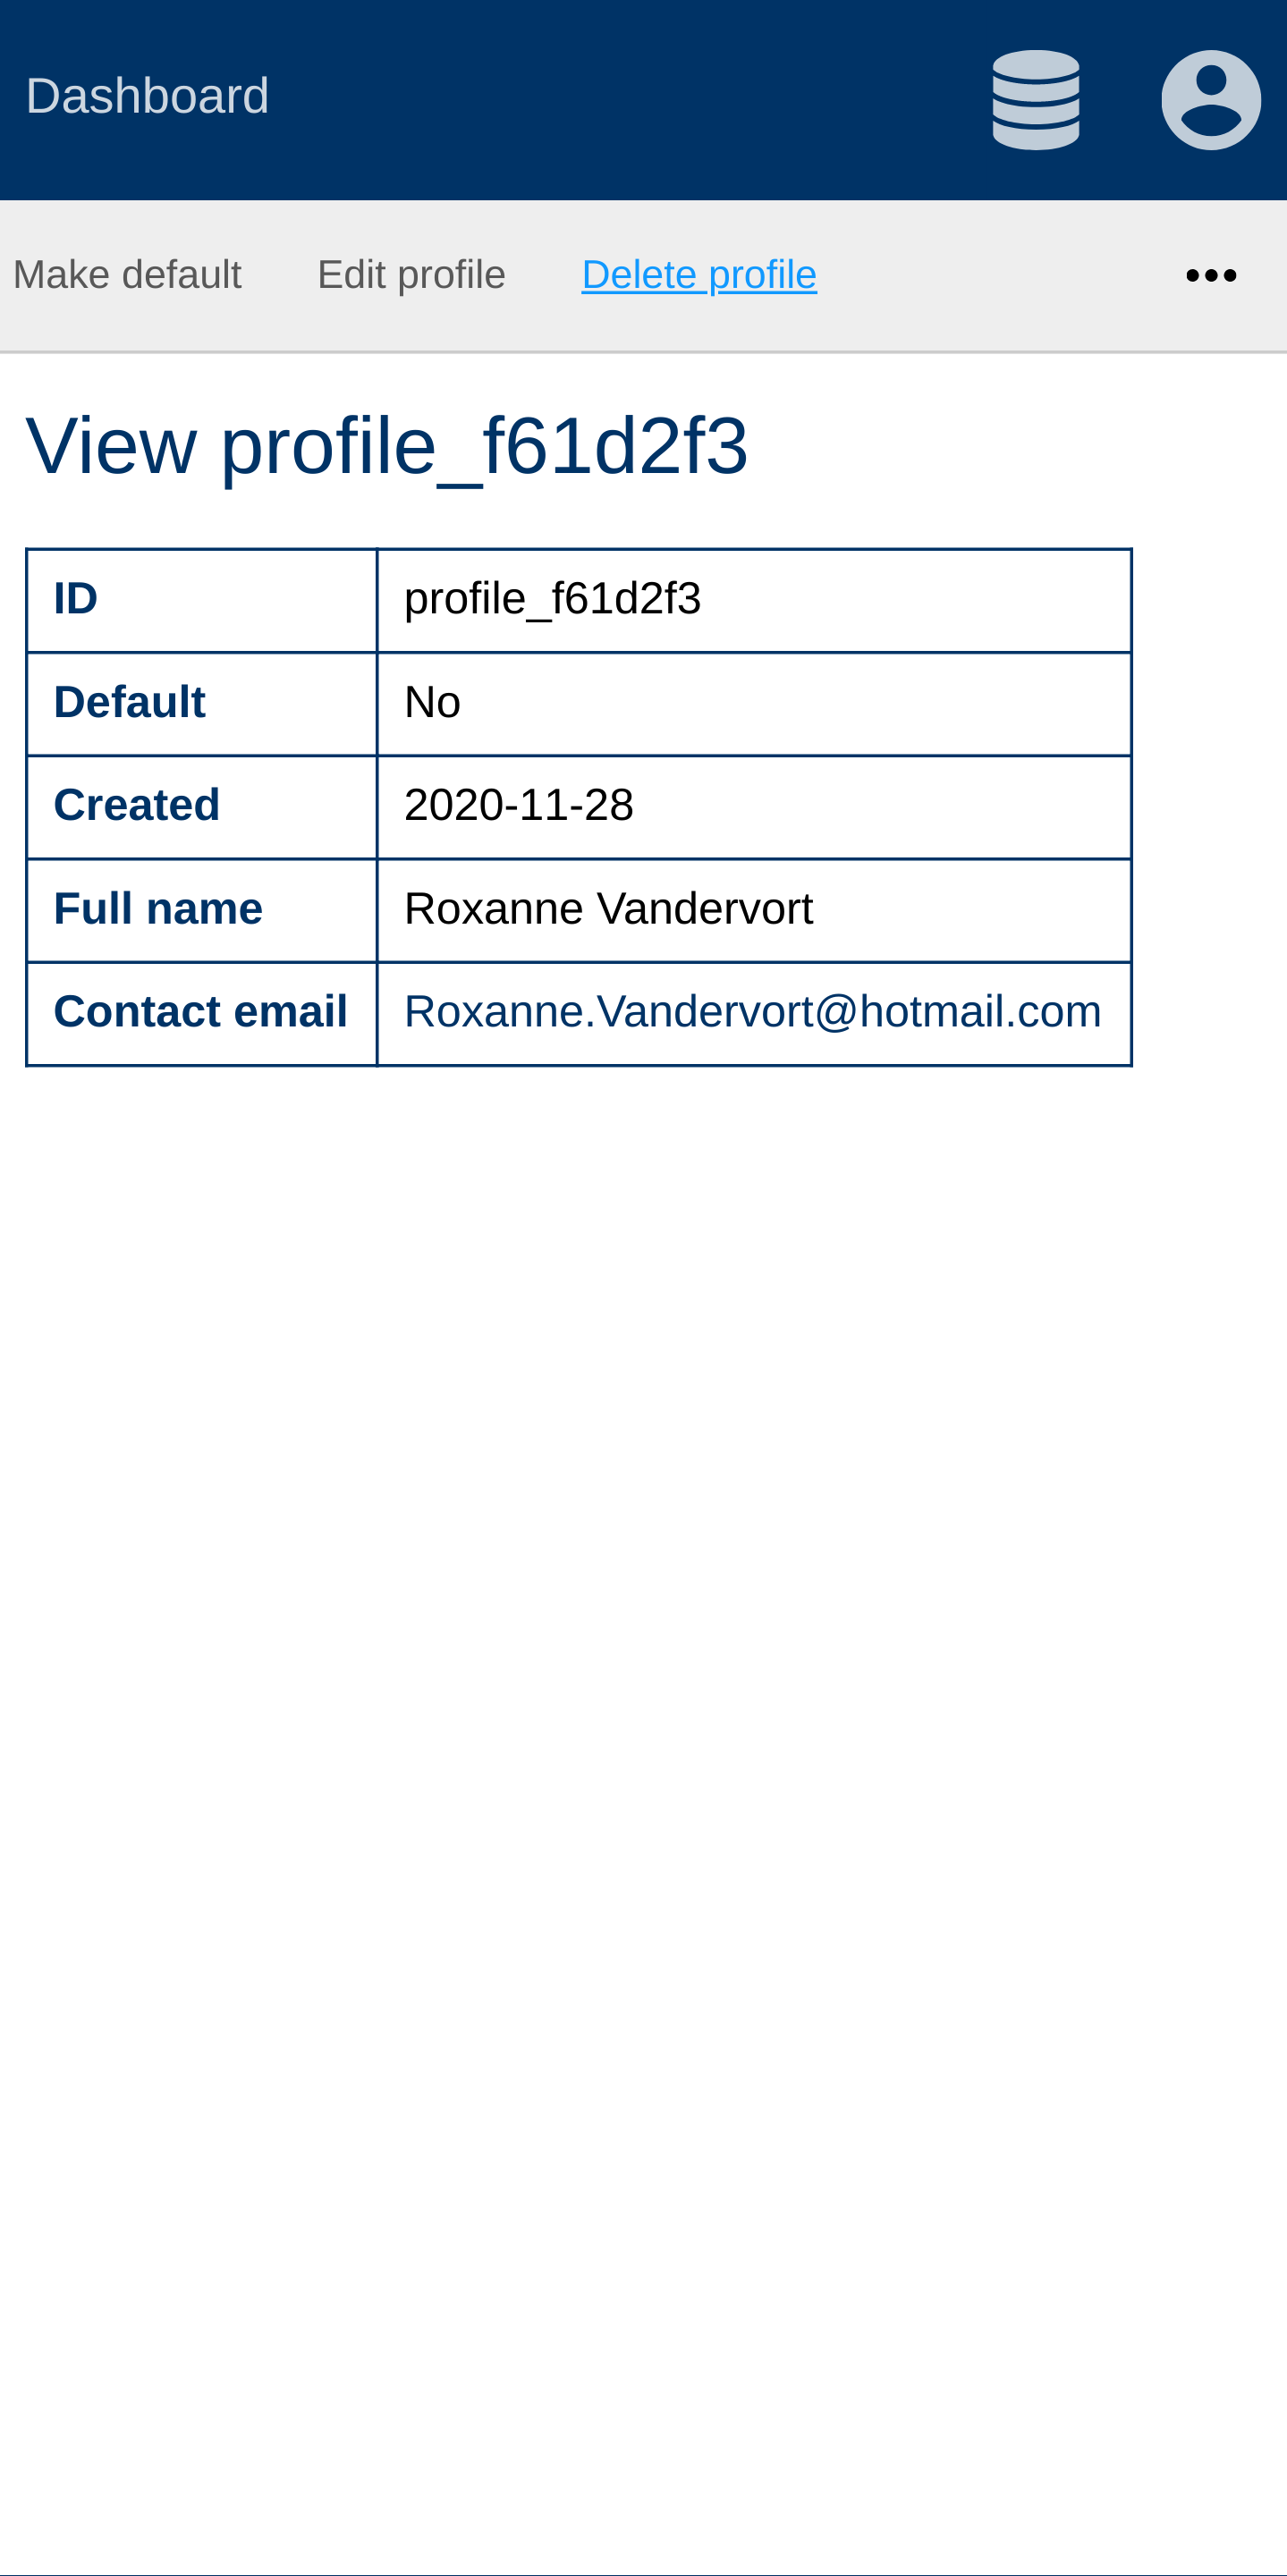 Dashboard
Make default Edit profile Delete profile
View profile_f61d2f3
ID profile_f61d2f3
Default No
Created 2020-11-28
Full name Roxanne Vandervort
Contact email Roxanne.Vandervort@hotmail.com